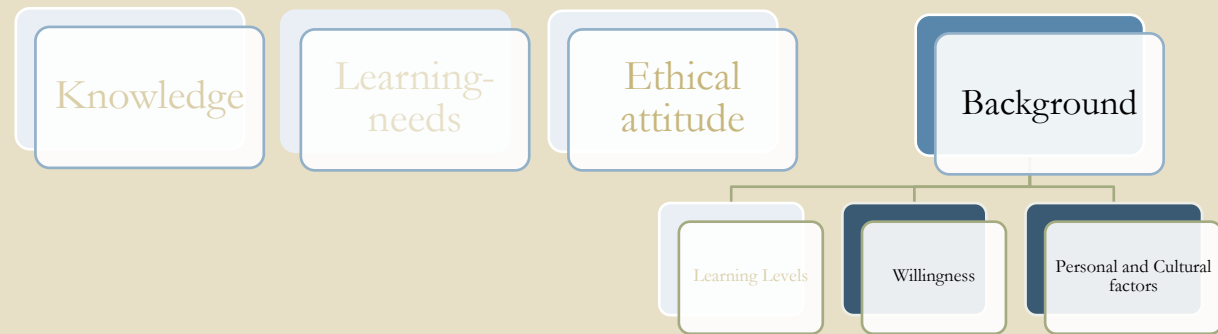 Knowledge
Learning-
needs
Ethical
attitude
Background
Learning Levels
Willingness
Personal and Cultural
factors